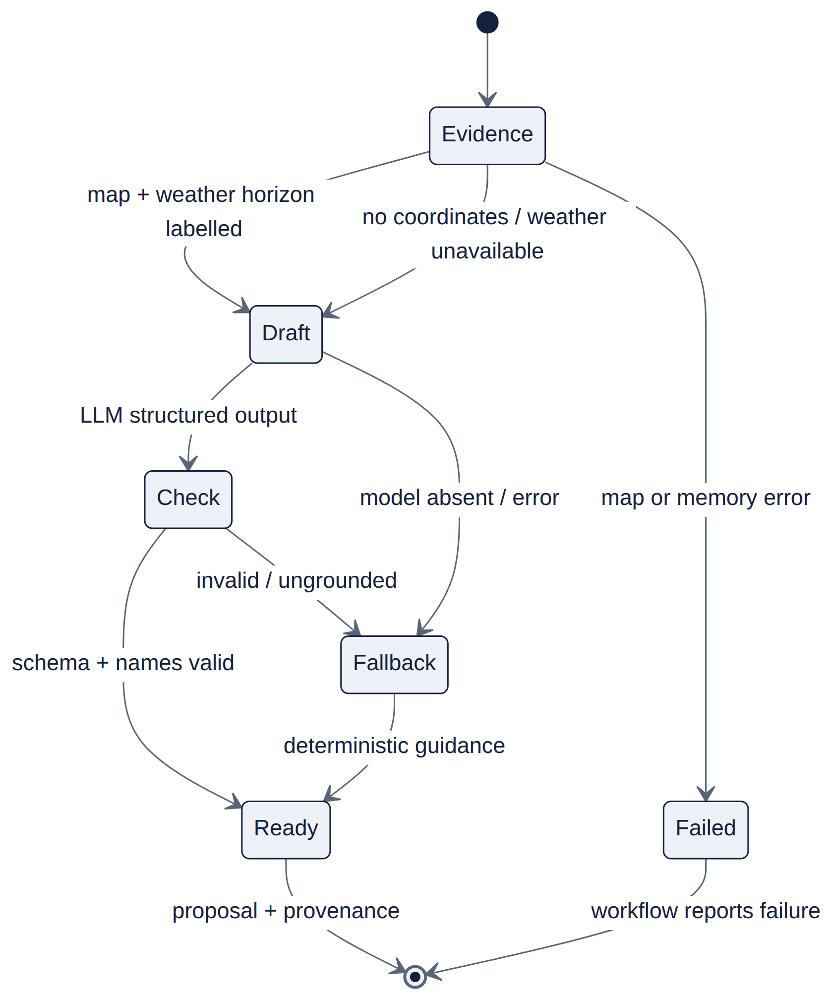 Evidence
map + weather horizon
labelled
no coordinates / weather
unavailable
Draft
LLM structured output
Check
model absent / error
map or memory error
invalid / ungrounded
schema + names valid
Fallback
deterministic guidance
Ready
Failed
proposal + provenance
workflow reports failure